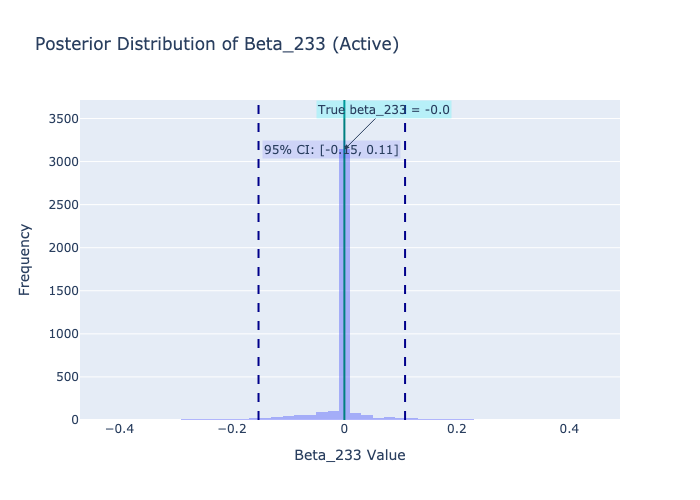 Posterior Distribution of Beta_233 (Active)
True beta_233 = -0.0
95% CI: [-0.15, 0.11]
3500
3000
2500
2000
1500
1000
500
0
Frequency
−0.4
−0.2
0
0.2
0.4
Beta_233 Value